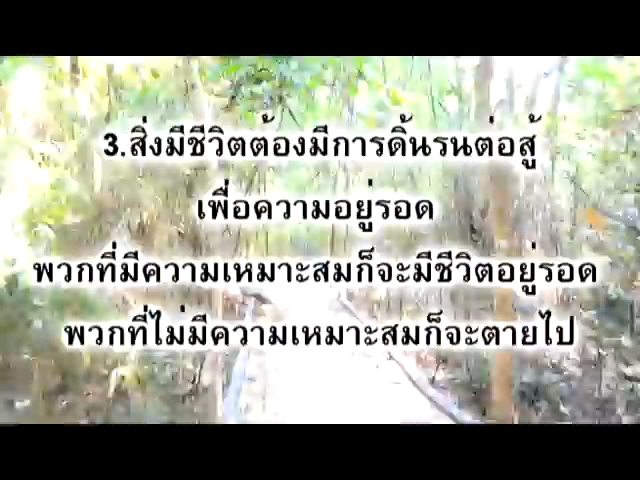 3.สิ่งมีชีวิตต้องมีการดิ้นรนต่อสู้
เพื่อความอยู่รอด
พวกที่มีความเหมาะสมก็จะมีชีวิตอยู่รอด
พวกที่ไม่มีความเหมาะสมก็จะตายไป